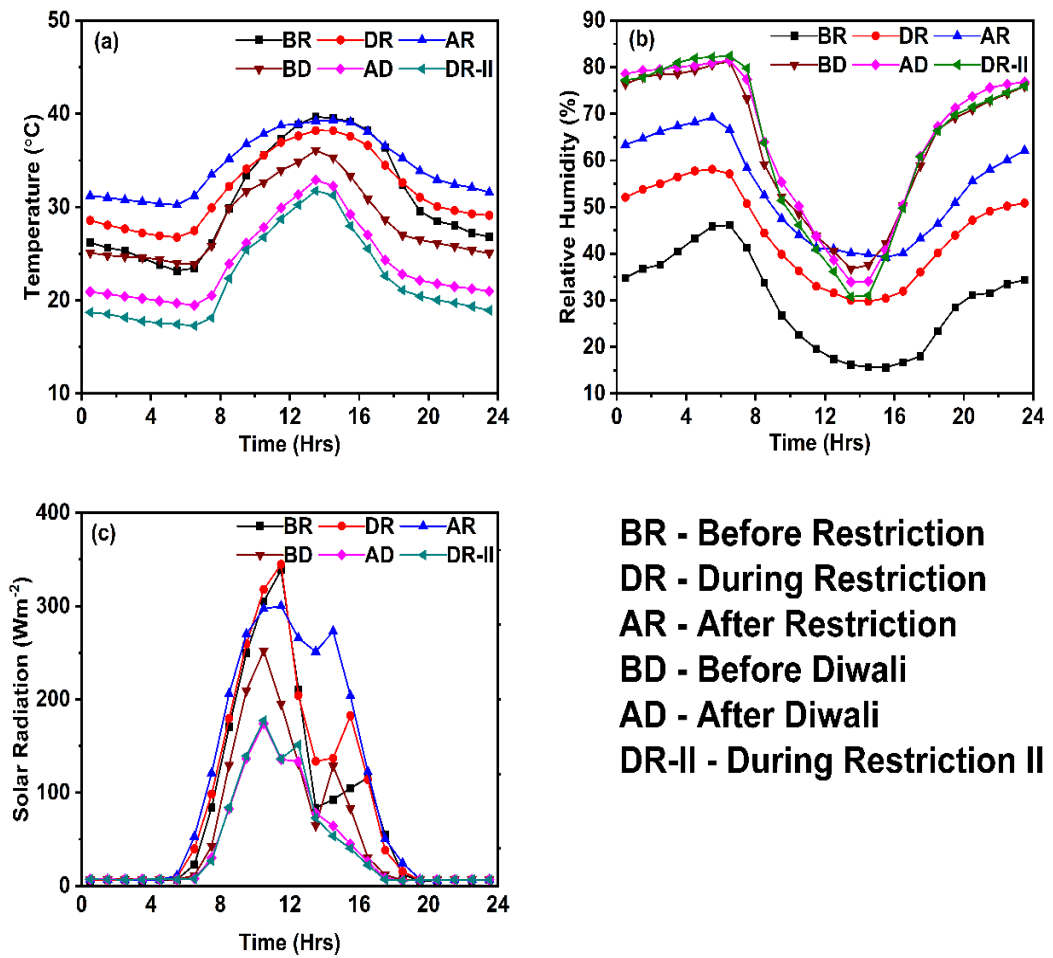 (a)
BR DR AR
BD AD DR-II
50
40
30
20
10
Temperature (°C)
0 4 8 12 16 20 24
Time (Hrs)
(b)
BR DR AR
BD AD DR-II
90
80
70
60
50
40
30
20
10
Relative Humidity (%)
0 4 8 12 16 20 24
Time (Hrs)
(c)
BR DR AR
BD AD DR-II
400
300
200
100
0
Solar Radiation (Wm-2)
0 4 8 12 16 20 24
Time (Hrs)
BR - Before Restriction
DR - During Restriction
AR - After Restriction
BD - Before Diwali
AD - After Diwali
DR-II - During Restriction II